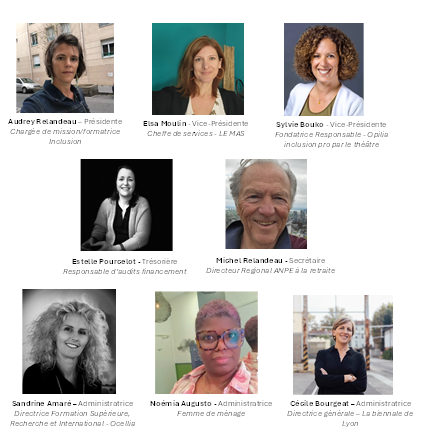 Audrey Relandeau – Présidente
Chargée de mission/formatrice
Inclusion
Elsa Moulin - Vice-Présidente
Cheffe de services - LE MAS
Sylvie Bouko - Vice-Présidente
Fondatrice Responsable - Opilia
inclusion pro par le théâtre
Estelle Pourcelot - Trésorière
Responsable d'audits financement
Michel Relandeau - Secrétaire
Directeur Regional ANPE à la retraite
Sandrine Amaré – Administratrice
Directrice Formation Supérieure,
Recherche et International - Ocellia
Noémia Augusto - Administratrice
Femme de ménage
Cécile Bourgeat – Administratrice
Directrice générale – La biennale de
Lyon